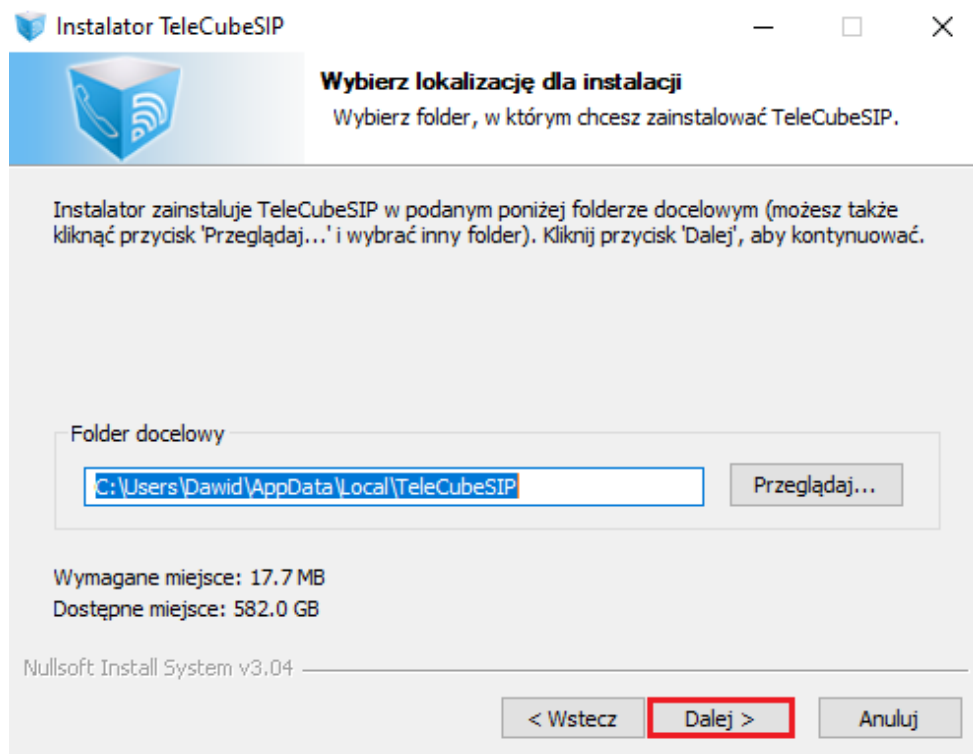 Instalator TeleCubeSIP
Wybierz lokalizację dla instalacji
Wybierz folder, w którym chcesz zainstalować TeleCubeSIP.
Instalator zainstaluje TeleCubeSIP w podanym poniżej folderze docelowym (możesz także
kliknąć przycisk 'Przeglądaj...' i wybrać inny folder). Kliknij przycisk 'Dalej', aby kontynuować.
Folder docelowy
C:\Users\Dawid\AppData\Local\TeleCubeSIP
Przeglądaj...
Wymagane miejsce: 17.7 MB
Dostępne miejsce: 582.0 GB
Nullsoft Install System v3.04
< Wstecz
Dalej >
Anuluj